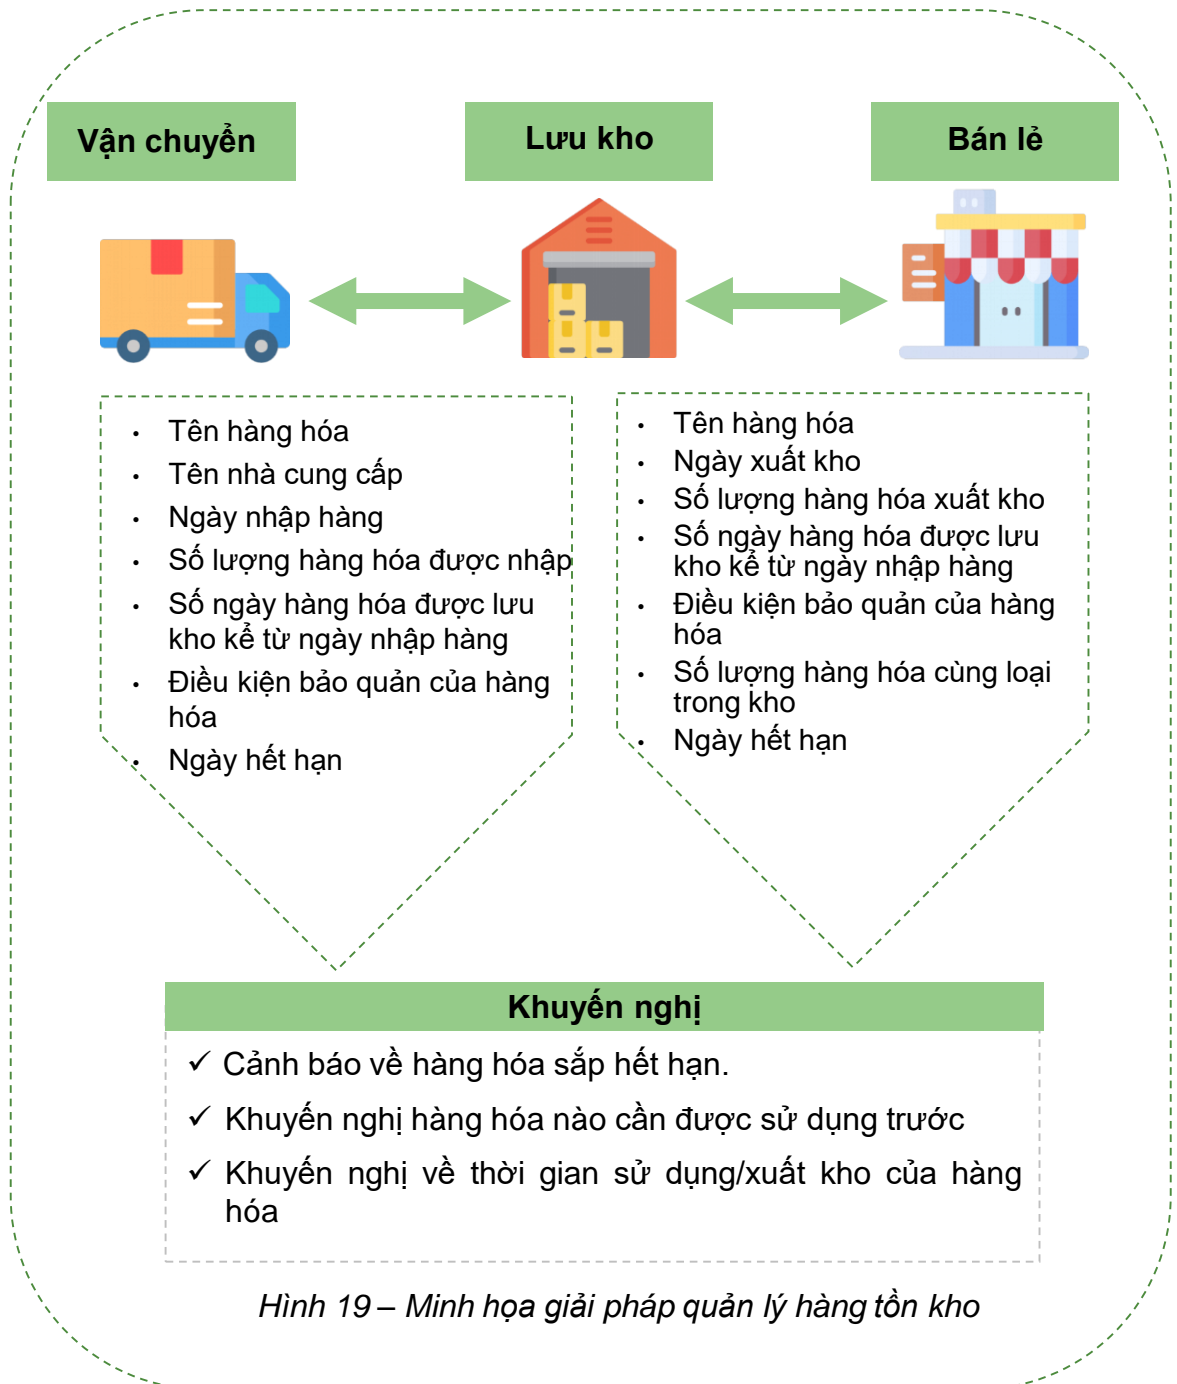 Vận chuyển
Lưu kho
Bán lẻ
• Tên hàng hóa
• Tên nhà cung cấp
• Ngày nhập hàng
• Số lượng hàng hóa được nhập
• Số ngày hàng hóa được lưu
kho kể từ ngày nhập hàng
• Điều kiện bảo quản của hàng
hóa
• Ngày hết hạn
• Tên hàng hóa
• Ngày xuất kho
• Số lượng hàng hóa xuất kho
• Số ngày hàng hóa được lưu
kho kể từ ngày nhập hàng
• Điều kiện bảo quản của hàng
hóa
• Số lượng hàng hóa cùng loại
trong kho
• Ngày hết hạn
Khuyến nghị
✓ Cảnh báo về hàng hóa sắp hết hạn.
✓ Khuyến nghị hàng hóa nào cần được sử dụng trước
✓ Khuyến nghị về thời gian sử dụng/xuất kho của hàng
hóa
Hình 19 – Minh họa giải pháp quản lý hàng tồn kho